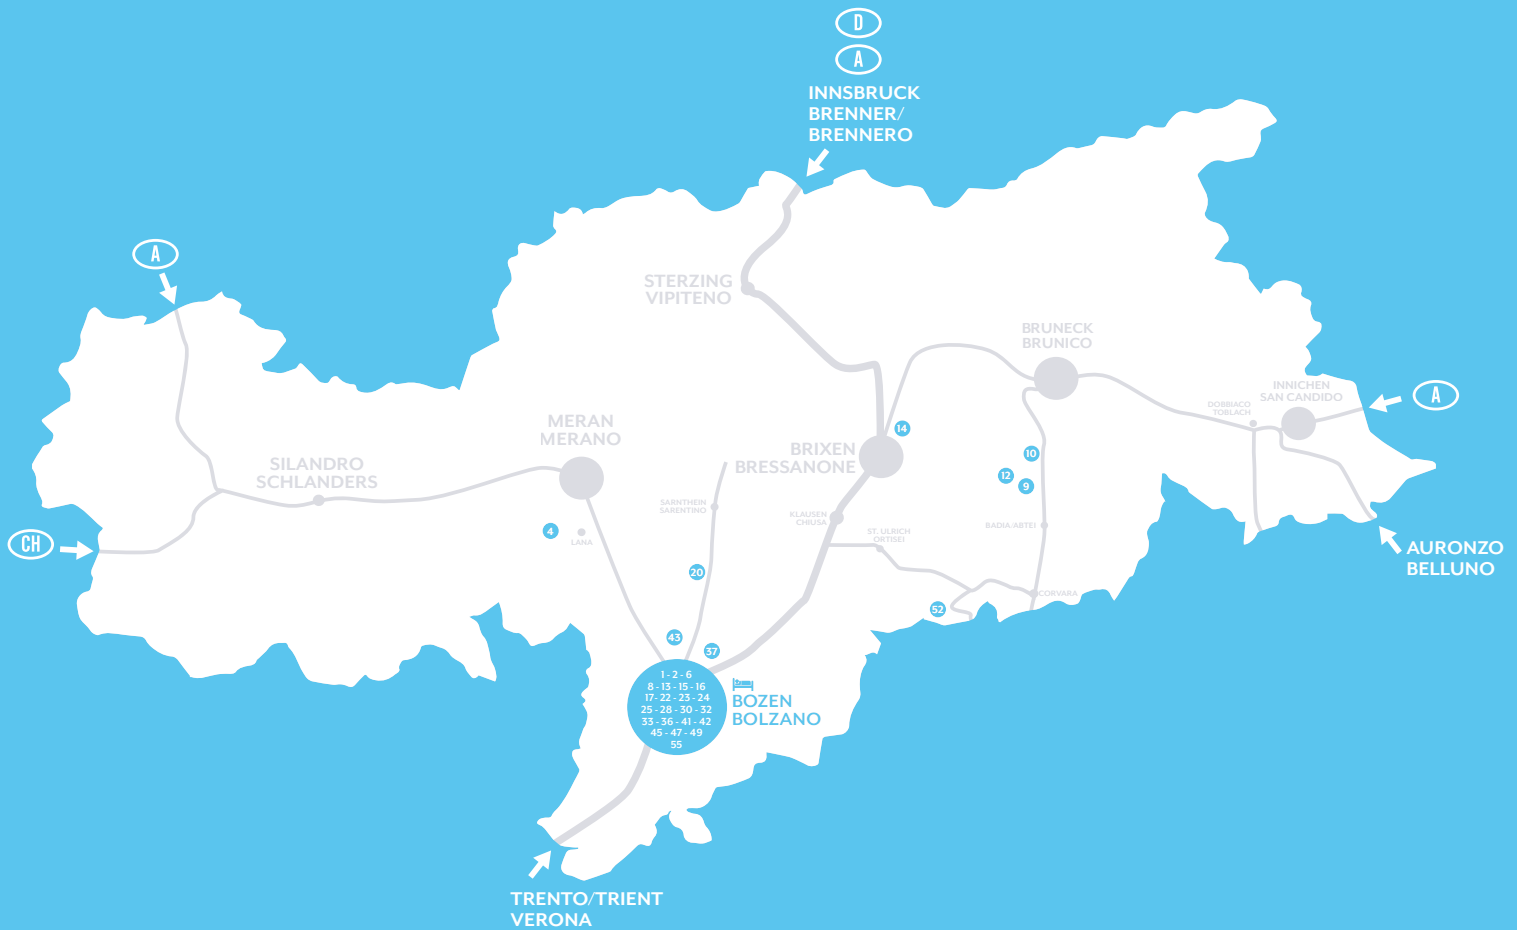 D
A
INNSBRUCK
BRENNER/
BRENNERO
A
STERZING
VIPITENO
BRUNECK
BRUNICO
INNICHEN
SAN CANDIDO
A
DOBBIACO
TOBLACH
MERAN
MERANO
14
BRIXEN
BRESSANONE
10
12
9
SILANDRO
SCHLANDERS
SARNTHEIN
SARENTINO
KLAUSEN
CHIUSA
ST. ULRICH
ORTISEI
BADIA-ABTEI
4
LANA
CH
AURONZO
BELLUNO
20
CORVARA
52
43
37
1 - 2 - 6
8 - 13 - 15 - 16
17- 22 - 23 - 24
25 - 28 - 30 - 32
33 - 36 - 41 - 42
45 - 47 - 49
55
BOZEN
BOLZANO
TRENTO/TRIENT
VERONA